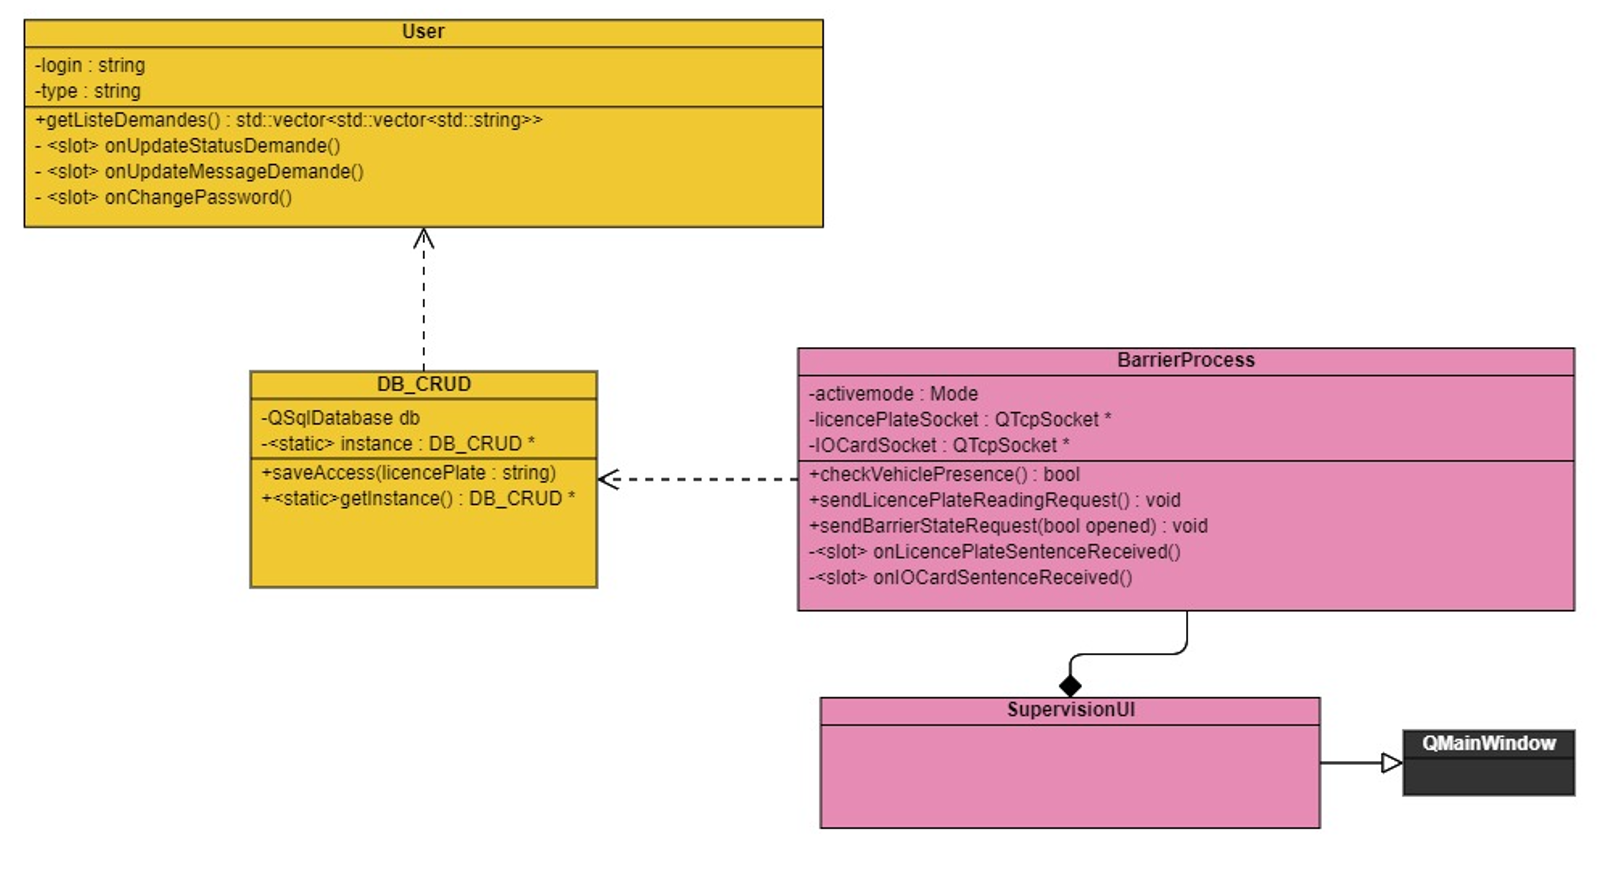 User
-login : string
-type : string
+getListeDemandes() : std::vector<std::vector<std::string>>
- <slot> onUpdateStatusDemande()
- <slot> onUpdateMessageDemande()
- <slot> onChangePassword()
DB_CRUD
-QSqlDatabase db
-<static> instance : DB_CRUD *
+saveAccess(licencePlate : string)
+<static>getInstance() : DB_CRUD *
BarrierProcess
-activemode : Mode
-licencePlateSocket : QTcpSocket *
-IOCardSocket : QTcpSocket *
+checkVehiclePresence() : bool
+sendLicencePlateReadingRequest() : void
+sendBarrierStateRequest(bool opened) : void
-<slot> onLicencePlateSentenceReceived()
-<slot> onIOCardSentenceReceived()
SupervisionUI
QMainWindow